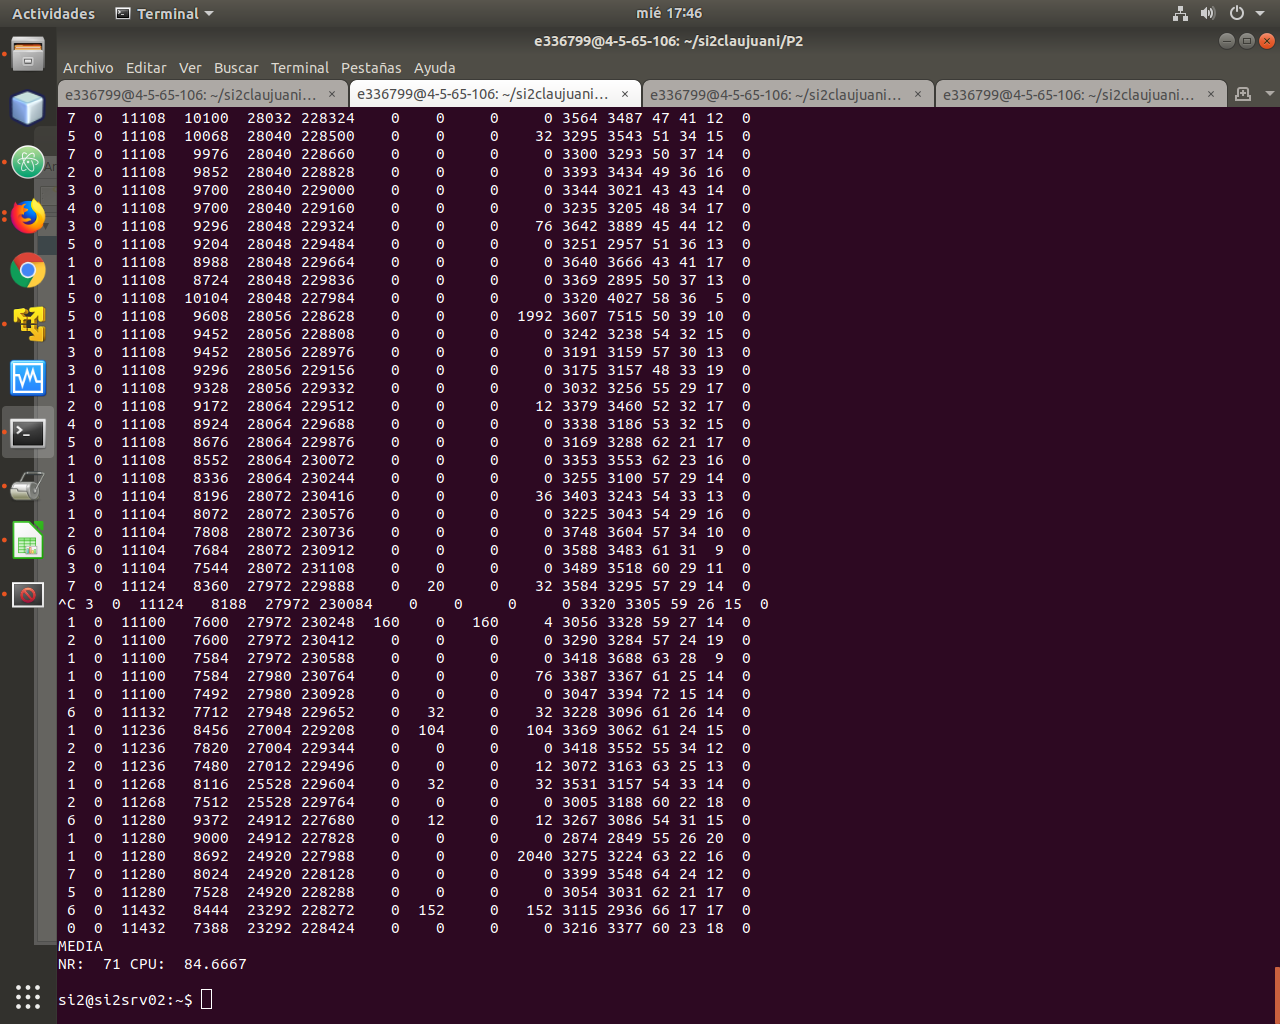 Actividades Terminal mié 17:46
e336799@4-5-65-106: ~/si2claujuani/P2
Archivo Editar Ver Buscar Terminal Pestañas Ayuda
e336799@4-5-65-106: ~/si2claujuani… × e336799@4-5-65-106: ~/si2claujuani… × e336799@4-5-65-106: ~/si2claujuani… × e336799@4-5-65-106: ~/si2claujuani… ×
7 0 11108 10100 28032 228324 0 0 0 0 3564 3487 47 41 12 0
5 0 11108 10068 28040 228500 0 0 0 32 3295 3543 51 34 15 0
7 0 11108 9976 28040 228660 0 0 0 0 3300 3293 50 37 14 0
2 0 11108 9852 28040 228828 0 0 0 0 3393 3434 49 36 16 0
3 0 11108 9700 28040 229000 0 0 0 0 3344 3021 43 43 14 0
4 0 11108 9700 28040 229160 0 0 0 0 3235 3205 48 34 17 0
3 0 11108 9296 28048 229324 0 0 0 76 3642 3889 45 44 12 0
5 0 11108 9204 28048 229484 0 0 0 0 3251 2957 51 36 13 0
1 0 11108 8988 28048 229664 0 0 0 0 3640 3666 43 41 17 0
1 0 11108 8724 28048 229836 0 0 0 0 3369 2895 50 37 13 0
5 0 11108 10104 28048 227984 0 0 0 0 3320 4027 58 36 5 0
5 0 11108 9608 28056 228628 0 0 0 1992 3607 7515 50 39 10 0
1 0 11108 9452 28056 228808 0 0 0 0 3242 3238 54 32 15 0
3 0 11108 9452 28056 228976 0 0 0 0 3191 3159 57 30 13 0
3 0 11108 9296 28056 229156 0 0 0 0 3175 3157 48 33 19 0
1 0 11108 9328 28056 229332 0 0 0 0 3032 3256 55 29 17 0
2 0 11108 9172 28064 229512 0 0 0 12 3379 3460 52 32 17 0
4 0 11108 8924 28064 229688 0 0 0 0 3338 3186 53 32 15 0
5 0 11108 8676 28064 229876 0 0 0 0 3169 3288 62 21 17 0
1 0 11108 8552 28064 230072 0 0 0 0 3353 3553 62 23 16 0
1 0 11108 8336 28064 230244 0 0 0 0 3255 3100 57 29 14 0
3 0 11104 8196 28072 230416 0 0 0 36 3403 3243 54 33 13 0
1 0 11104 8072 28072 230576 0 0 0 0 3225 3043 54 29 16 0
2 0 11104 7808 28072 230736 0 0 0 0 3748 3604 57 34 10 0
6 0 11104 7684 28072 230912 0 0 0 0 3588 3483 61 31 9 0
3 0 11104 7544 28072 231108 0 0 0 0 3489 3518 60 29 11 0
7 0 11124 8360 27972 229888 0 20 0 32 3584 3295 57 29 14 0
^C 3 0 11124 8188 27972 230084 0 0 0 0 3320 3305 59 26 15 0
1 0 11100 7600 27972 230248 160 0 160 4 3056 3328 59 27 14 0
2 0 11100 7600 27972 230412 0 0 0 0 3290 3284 57 24 19 0
1 0 11100 7584 27972 230588 0 0 0 0 3418 3688 63 28 9 0
1 0 11100 7584 27980 230764 0 0 0 76 3387 3367 61 25 14 0
1 0 11100 7492 27980 230928 0 0 0 0 3047 3394 72 15 14 0
6 0 11132 7712 27948 229652 0 32 0 32 3228 3096 61 26 14 0
1 0 11236 8456 27004 229208 0 104 0 104 3369 3062 61 24 15 0
2 0 11236 7820 27004 229344 0 0 0 0 3418 3552 55 34 12 0
2 0 11236 7480 27012 229496 0 0 0 12 3072 3163 63 25 13 0
1 0 11268 8116 25528 229604 0 32 0 32 3531 3157 54 33 14 0
2 0 11268 7512 25528 229764 0 0 0 0 3005 3188 60 22 18 0
6 0 11280 9372 24912 227680 0 12 0 12 3267 3086 54 31 15 0
1 0 11280 9000 24912 227828 0 0 0 0 2874 2849 55 26 20 0
1 0 11280 8692 24920 227988 0 0 0 2040 3275 3224 63 22 16 0
7 0 11280 8024 24920 228128 0 0 0 0 3399 3548 64 24 12 0
5 0 11280 7528 24920 228288 0 0 0 0 3054 3031 62 21 17 0
6 0 11432 8444 23292 228272 0 152 0 152 3115 2936 66 17 17 0
0 0 11432 7388 23292 228424 0 0 0 0 3216 3377 60 23 18 0
MEDIA
NR: 71 CPU: 84.6667
si2@si2srv02:~$